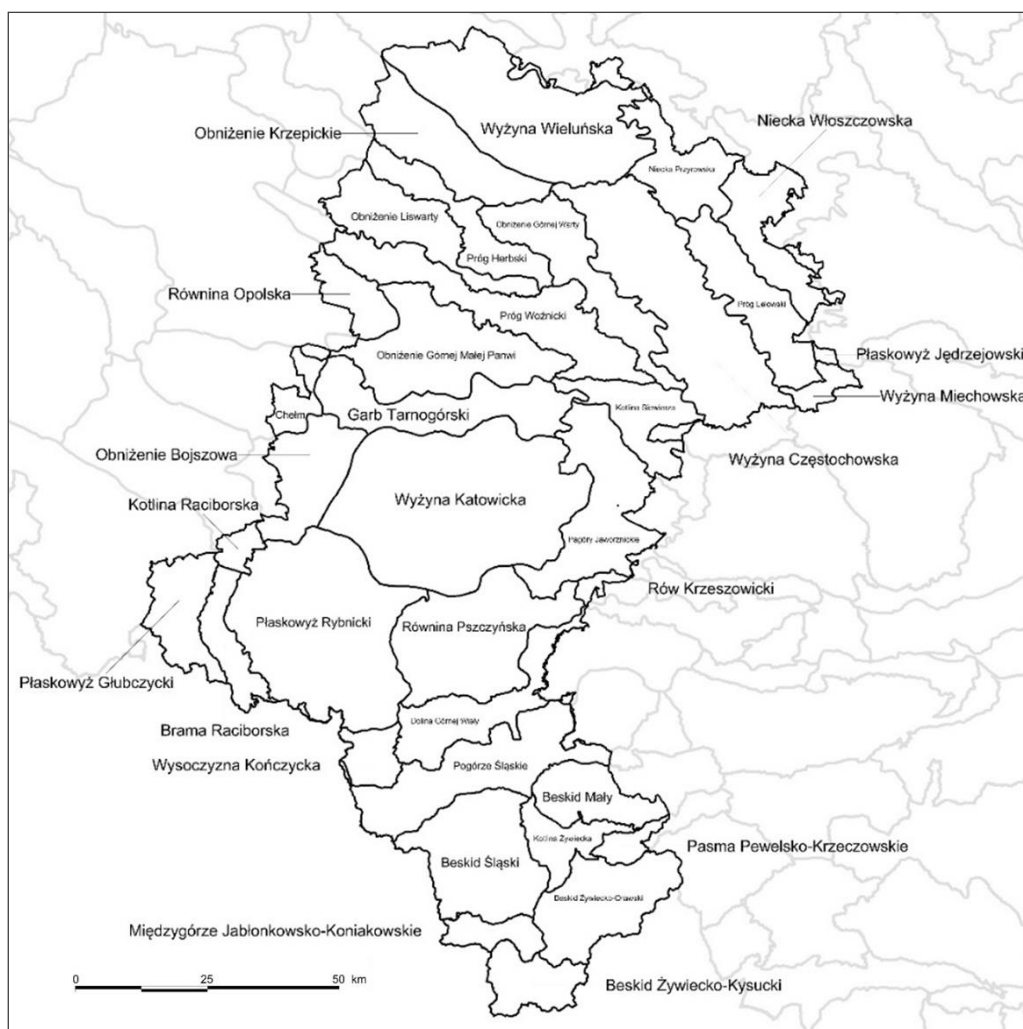 Niecka Włoszczowska
Wyżyna Wieluńska
Obniżenie Krzepickie
Niecka Przyrowska
Obniżenie Liswarty
Obniżenie Górnej Warty
Próg Herbski
Równina Opolska
Próg Lelowski
Próg Woźnicki
Obniżenie Górnej Małej Panwi
Płaskowyż Jędrzejowski
Wyżyna Miechowska
Chełm
Garb Tarnogórski
Obniżenie Bojszowa
Wyżyna Częstochowska
Kotlina Raciborska
Wyżyna Katowicka
Pagóry Jaworznickie
Rów Krzeszowicki
Płaskowyż Rybnicki
Równina Pszczyńska
Płaskowyż Głubczycki
Dolina Górnej Wisły
Brama Raciborska
Wysoczyzna Kończycka
Pogórze Śląskie
Beskid Mały
Kotlina Żywiecka
Pasma Pewelsko-Krzeczowskie
Beskid Śląski
Beskid Żywiecko-Orawski
Międzygórze Jabłonkowsko-Koniakowskie
0 25 50 km
Beskid Żywiecko-Kysucki